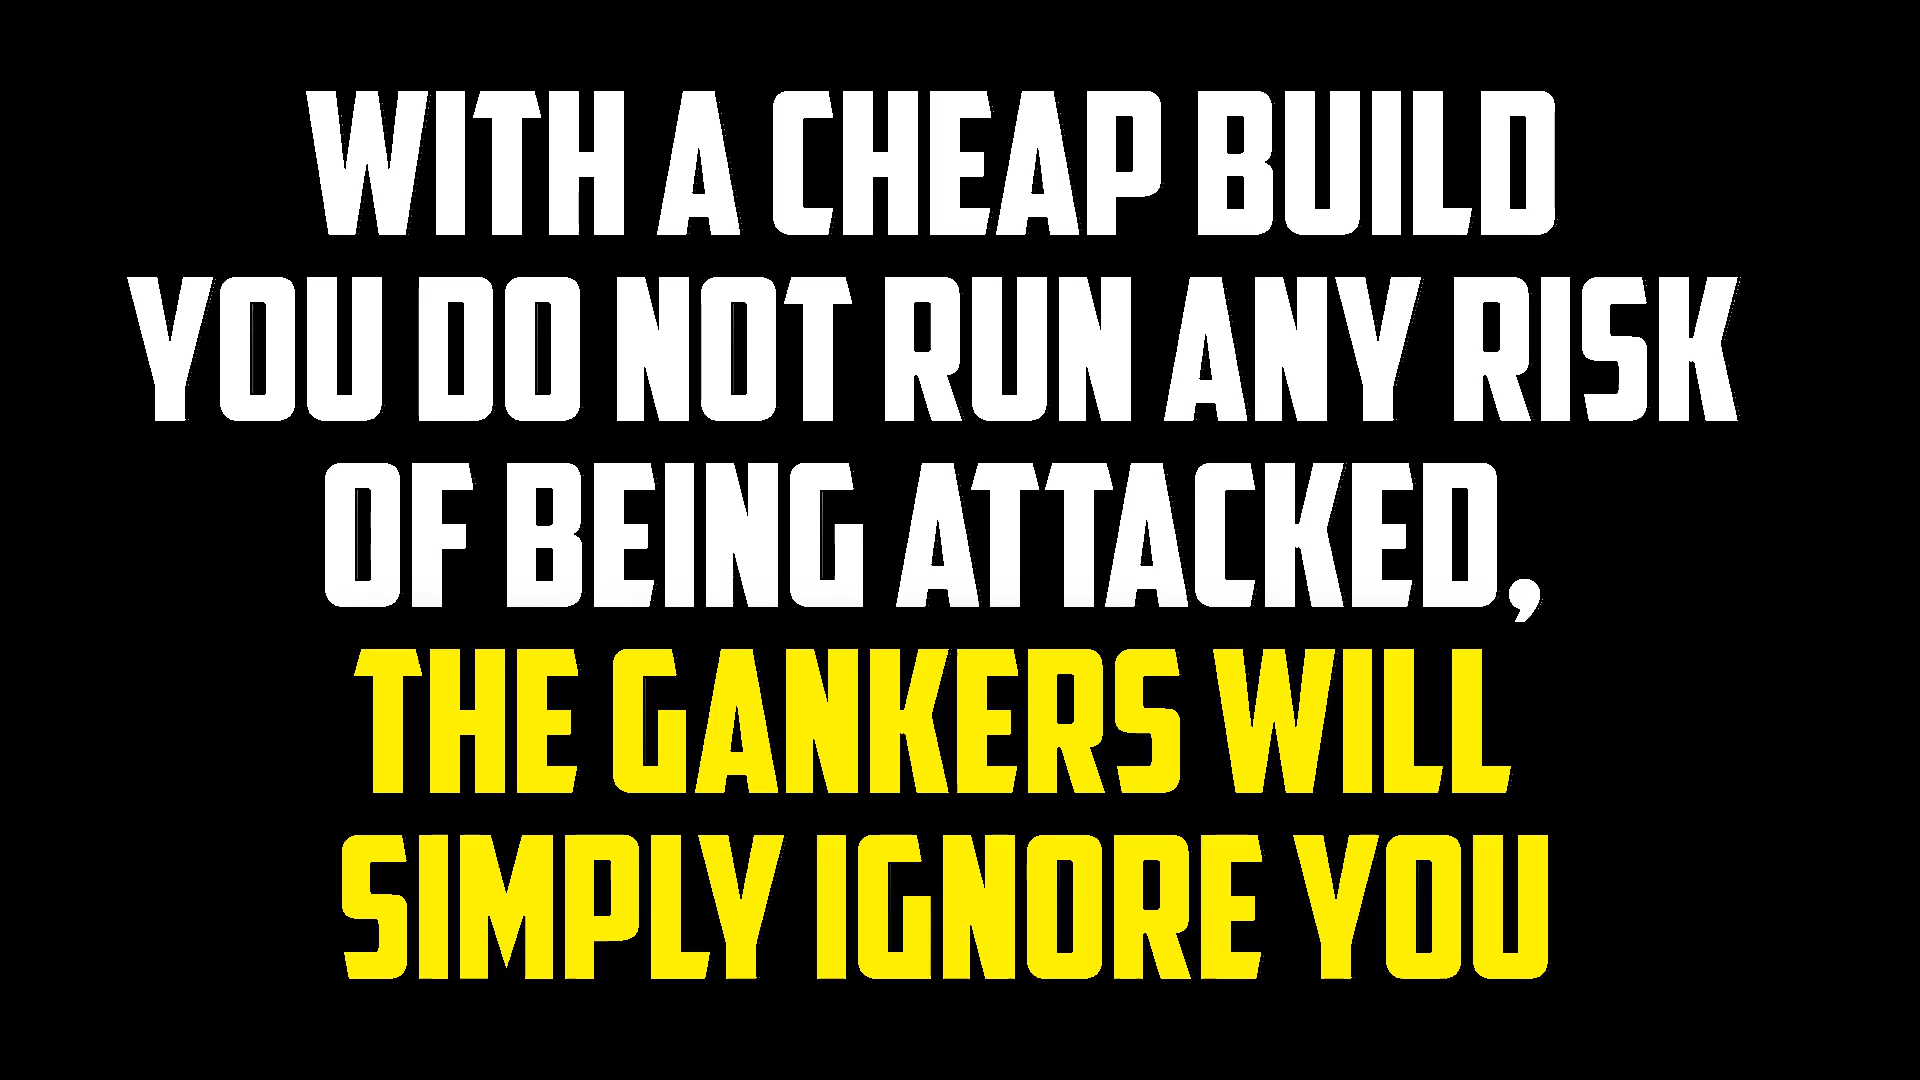 WITH A CHEAP BUILD
YOU DO NOT RUN ANY RISK
OF BEING ATTACKED,
THE GANKERS WILL
SIMPLY IGNORE YOU